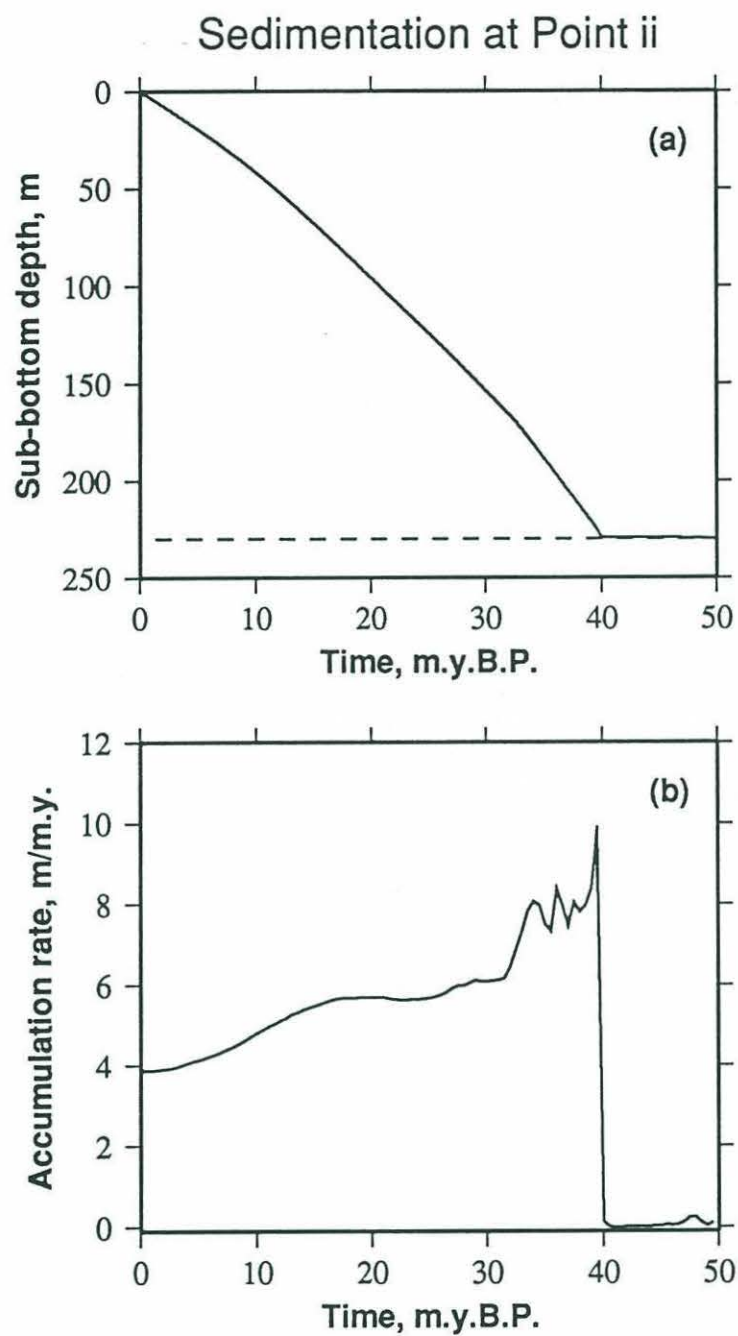 Sedimentation at Point ii
(a)
Sub-bottom depth, m
0
50
100
150
200
250
0 10 20 30 40 50
Time, m.y.B.P.
(b)
Accumulation rate, m/m.y.
12
10
8
6
4
2
0
0 10 20 30 40 50
Time, m.y.B.P.